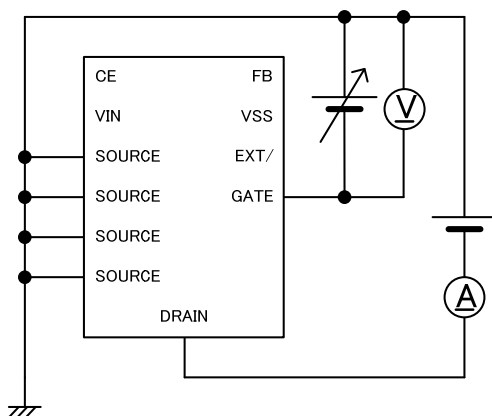 CE FB
VIN VSS
SOURCE EXT/
SOURCE GATE
SOURCE
SOURCE
DRAIN
V
A